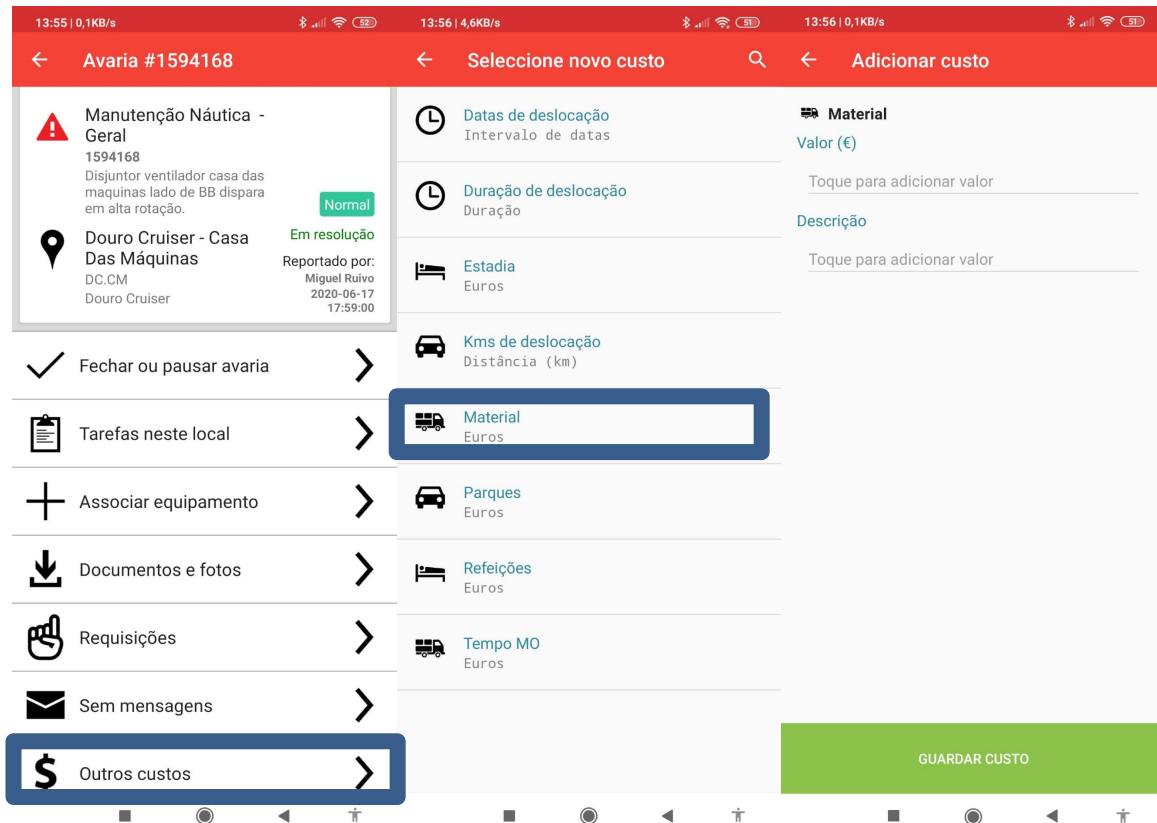 13:55 | 0,1KB/s
52
Avaria #1594168
Manutenção Náutica -
Geral
1594168
Disjuntor ventilador casa das
maquinas lado de BB dispara
em alta rotação.
Normal
Douro Cruiser - Casa
Das Máquinas
DC.CM
Douro Cruiser
Em resolução
Reportado por:
Miguel Ruivo
2020-06-17
17:59:00
Fechar ou pausar avaria
Tarefas neste local
Associar equipamento
Documentos e fotos
Requisições
Sem mensagens
$ Outros custos
13:56 | 4,6KB/s
51
Seleccione novo custo
Datas de deslocação
Intervalo de datas
Duração de deslocação
Duração
Estadia
Euros
Kms de deslocação
Distância (km)
Material
Euros
Parques
Euros
Refeições
Euros
Tempo MO
Euros
13:56 | 0,1KB/s
51
Adicionar custo
Material
Valor (€)
Toque para adicionar valor
Descrição
Toque para adicionar valor
GUARDAR CUSTO